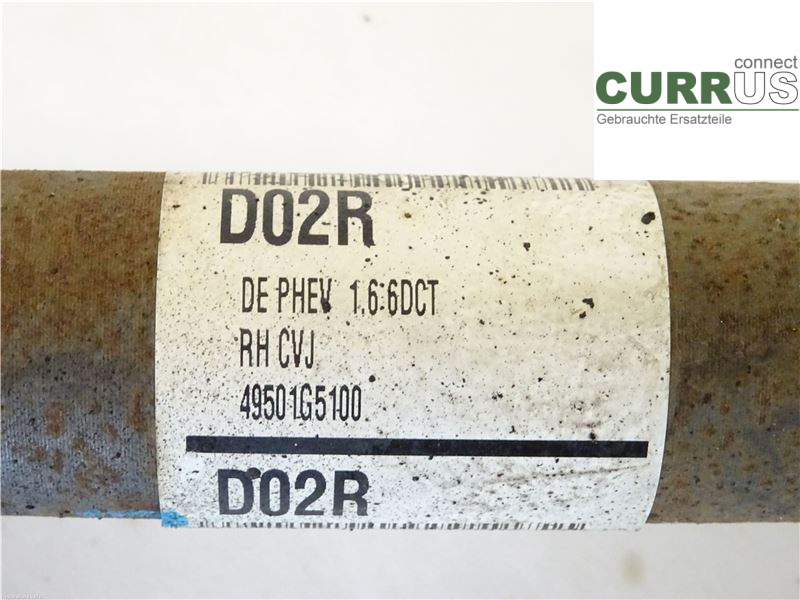 connect
CURRUS
Gebrauchte Ersatzteile
D02R
DE PHEV 1.6 6DCT
RH CVJ
49501G5100
D02R